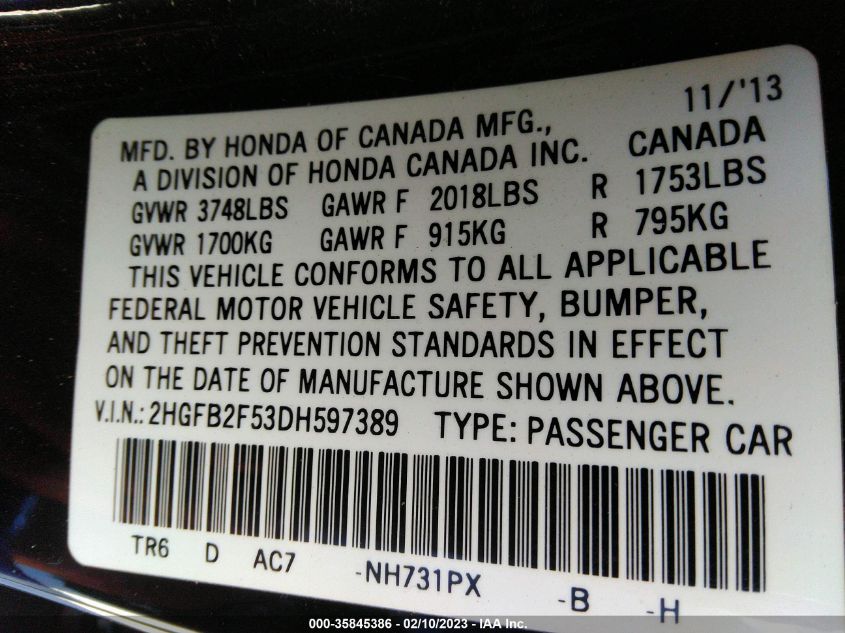 11/'13
MFD. BY HONDA OF CANADA MFG., CANADA
A DIVISION OF HONDA CANADA INC.
GVWR 3748LBS GAWR F 2018LBS R 1753LBS
GVWR 1700KG GAWR F 915KG R 795KG
THIS VEHICLE CONFORMS TO ALL APPLICABLE
FEDERAL MOTOR VEHICLE SAFETY, BUMPER,
AND THEFT PREVENTION STANDARDS IN EFFECT
ON THE DATE OF MANUFACTURE SHOWN ABOVE.
V.I.N.: 2HGFB2F53DH597389 TYPE: PASSENGER CAR
TR6 D AC7 -NH731PX -B -H
000-35845386 - 02/10/2023 - IAA Inc.